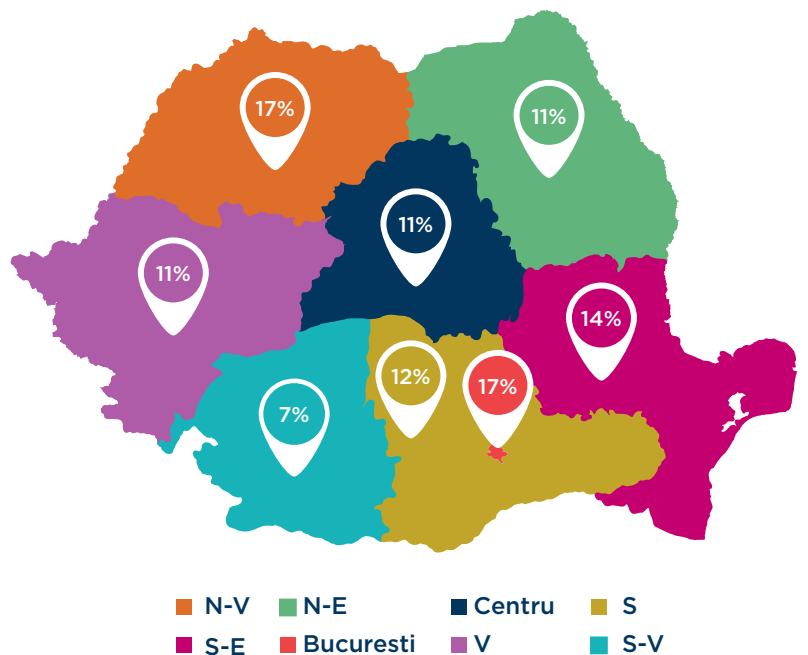 17%
11%
11%
11%
14%
12%
17%
7%
N-V
N-E
Centru
S
S-E
Bucuresti
V
S-V